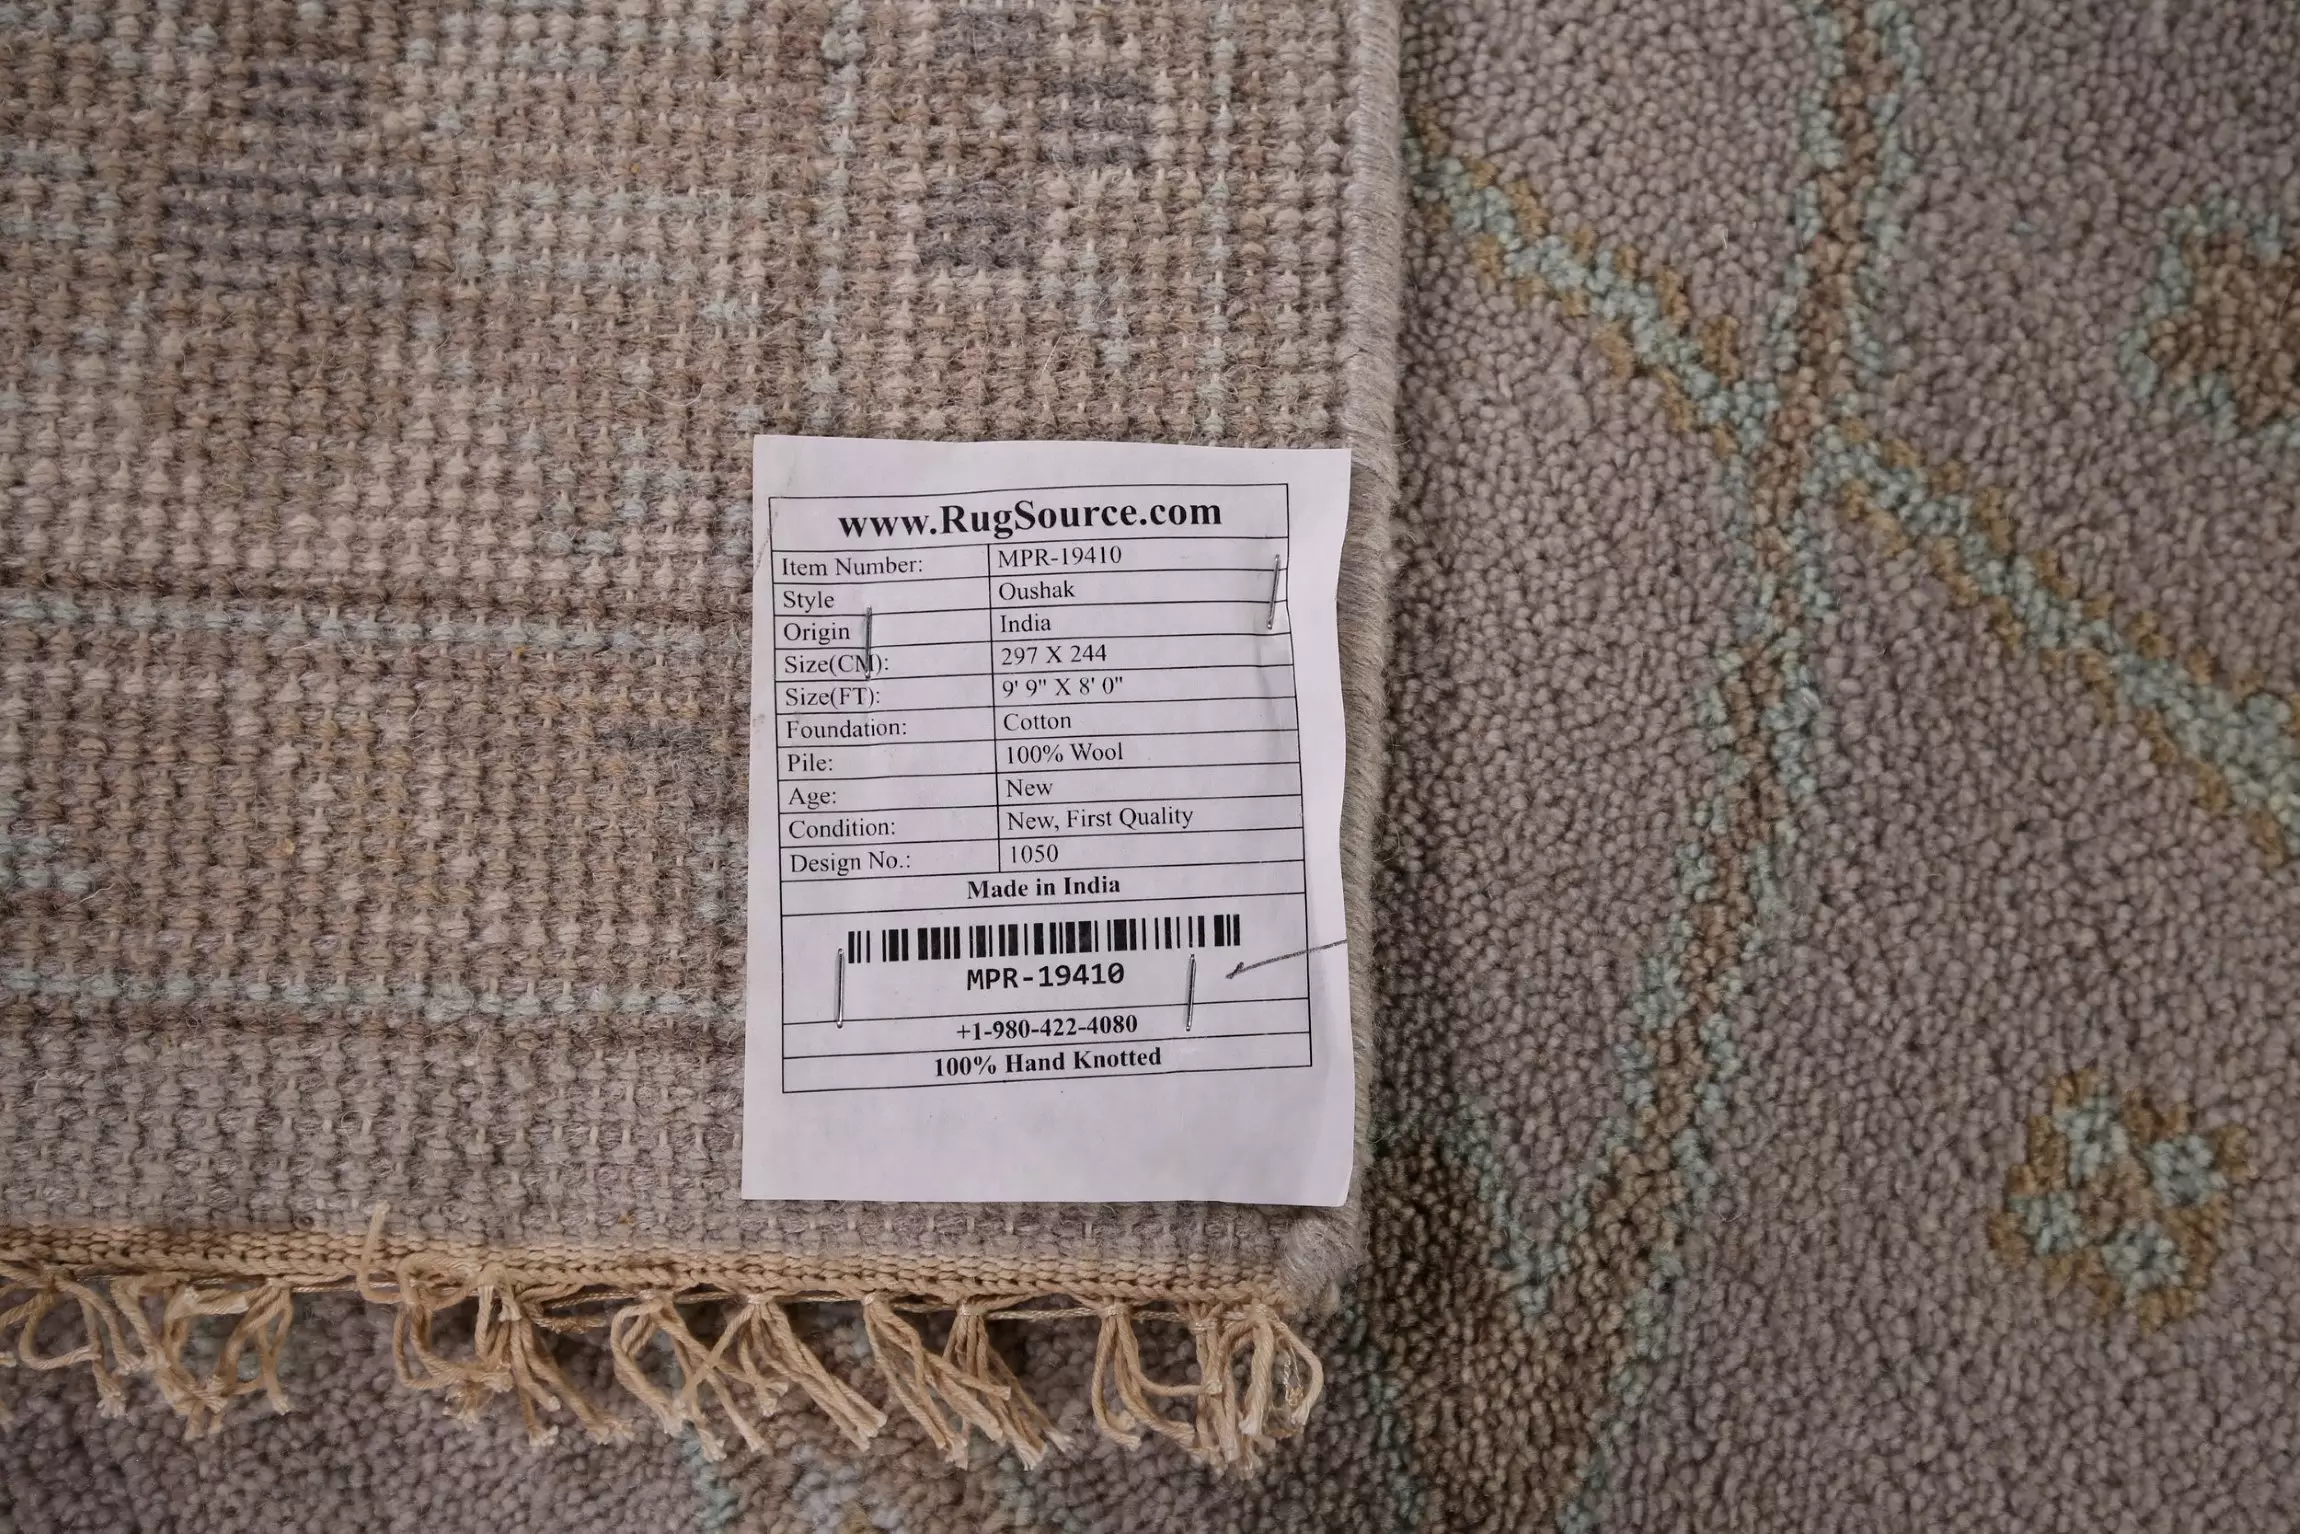 www.RugSource.com
Item Number: MPR-19410
Style Oushak
Origin India
Size(CM): 297 X 244
Size(FT): 9' 9" X 8' 0"
Foundation: Cotton
Pile: 100% Wool
Age: New
Condition: New, First Quality
Design No.: 1050
Made in India
MPR-19410
+1-980-422-4080
100% Hand Knotted